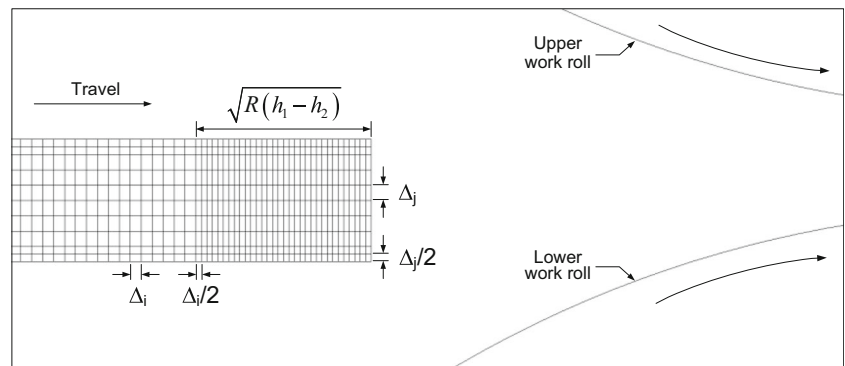 Upper
work roll
Travel
√R(h₁ − h₂)
Δj
Δj/2
Lower
work roll
Δi
Δi/2